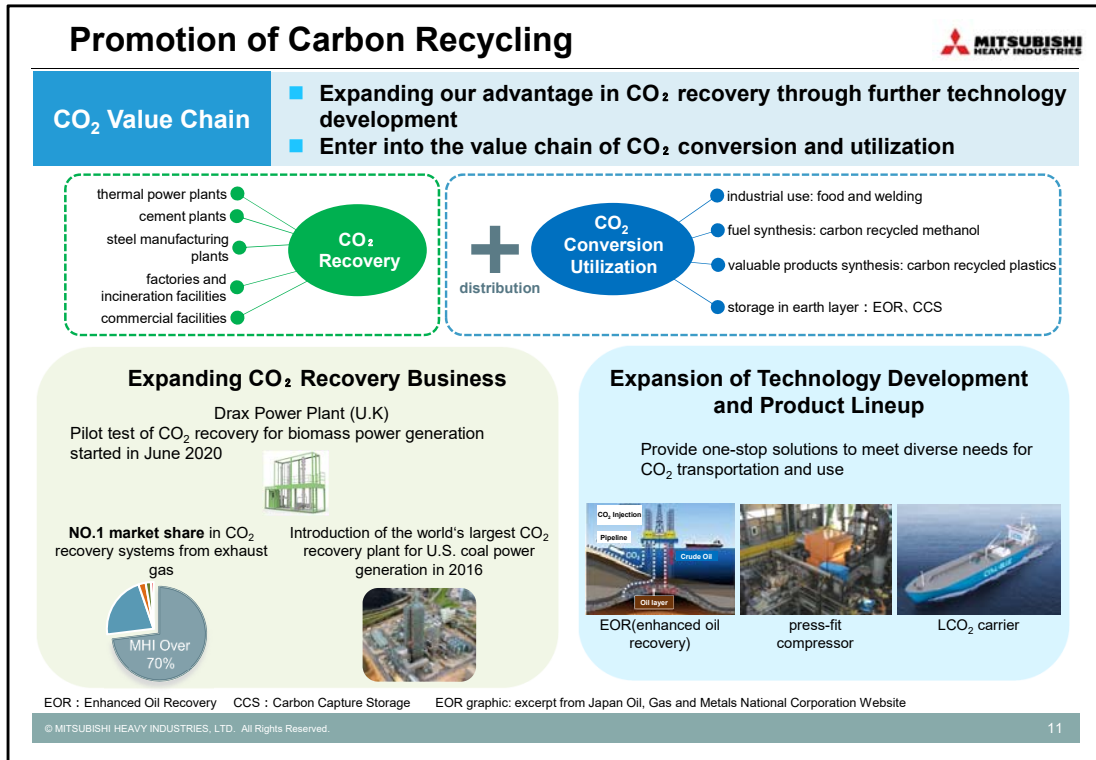 Promotion of Carbon Recycling
MITSUBISHI
HEAVY INDUSTRIES
CO₂ Value Chain
Expanding our advantage in CO₂ recovery through further technology
development
Enter into the value chain of CO₂ conversion and utilization
thermal power plants
cement plants
steel manufacturing
plants
factories and
incineration facilities
commercial facilities
CO₂
Recovery
distribution
CO₂
Conversion
Utilization
industrial use: food and welding
fuel synthesis: carbon recycled methanol
valuable products synthesis: carbon recycled plastics
storage in earth layer：EOR、CCS
Expanding CO₂ Recovery Business
Drax Power Plant (U.K)
Pilot test of CO₂ recovery for biomass power generation
started in June 2020
NO.1 market share in CO₂
recovery systems from exhaust
gas
MHI Over
70%
Introduction of the world‘s largest CO₂
recovery plant for U.S. coal power
generation in 2016
Expansion of Technology Development
and Product Lineup
Provide one-stop solutions to meet diverse needs for
CO₂ transportation and use
CO₂ Injection
Pipeline
CO₂
Crude Oil
Oil layer
EOR(enhanced oil
recovery)
press-fit
compressor
LCO₂ carrier
EOR：Enhanced Oil Recovery CCS：Carbon Capture Storage EOR graphic: excerpt from Japan Oil, Gas and Metals National Corporation Website
© MITSUBISHI HEAVY INDUSTRIES, LTD. All Rights Reserved.
11